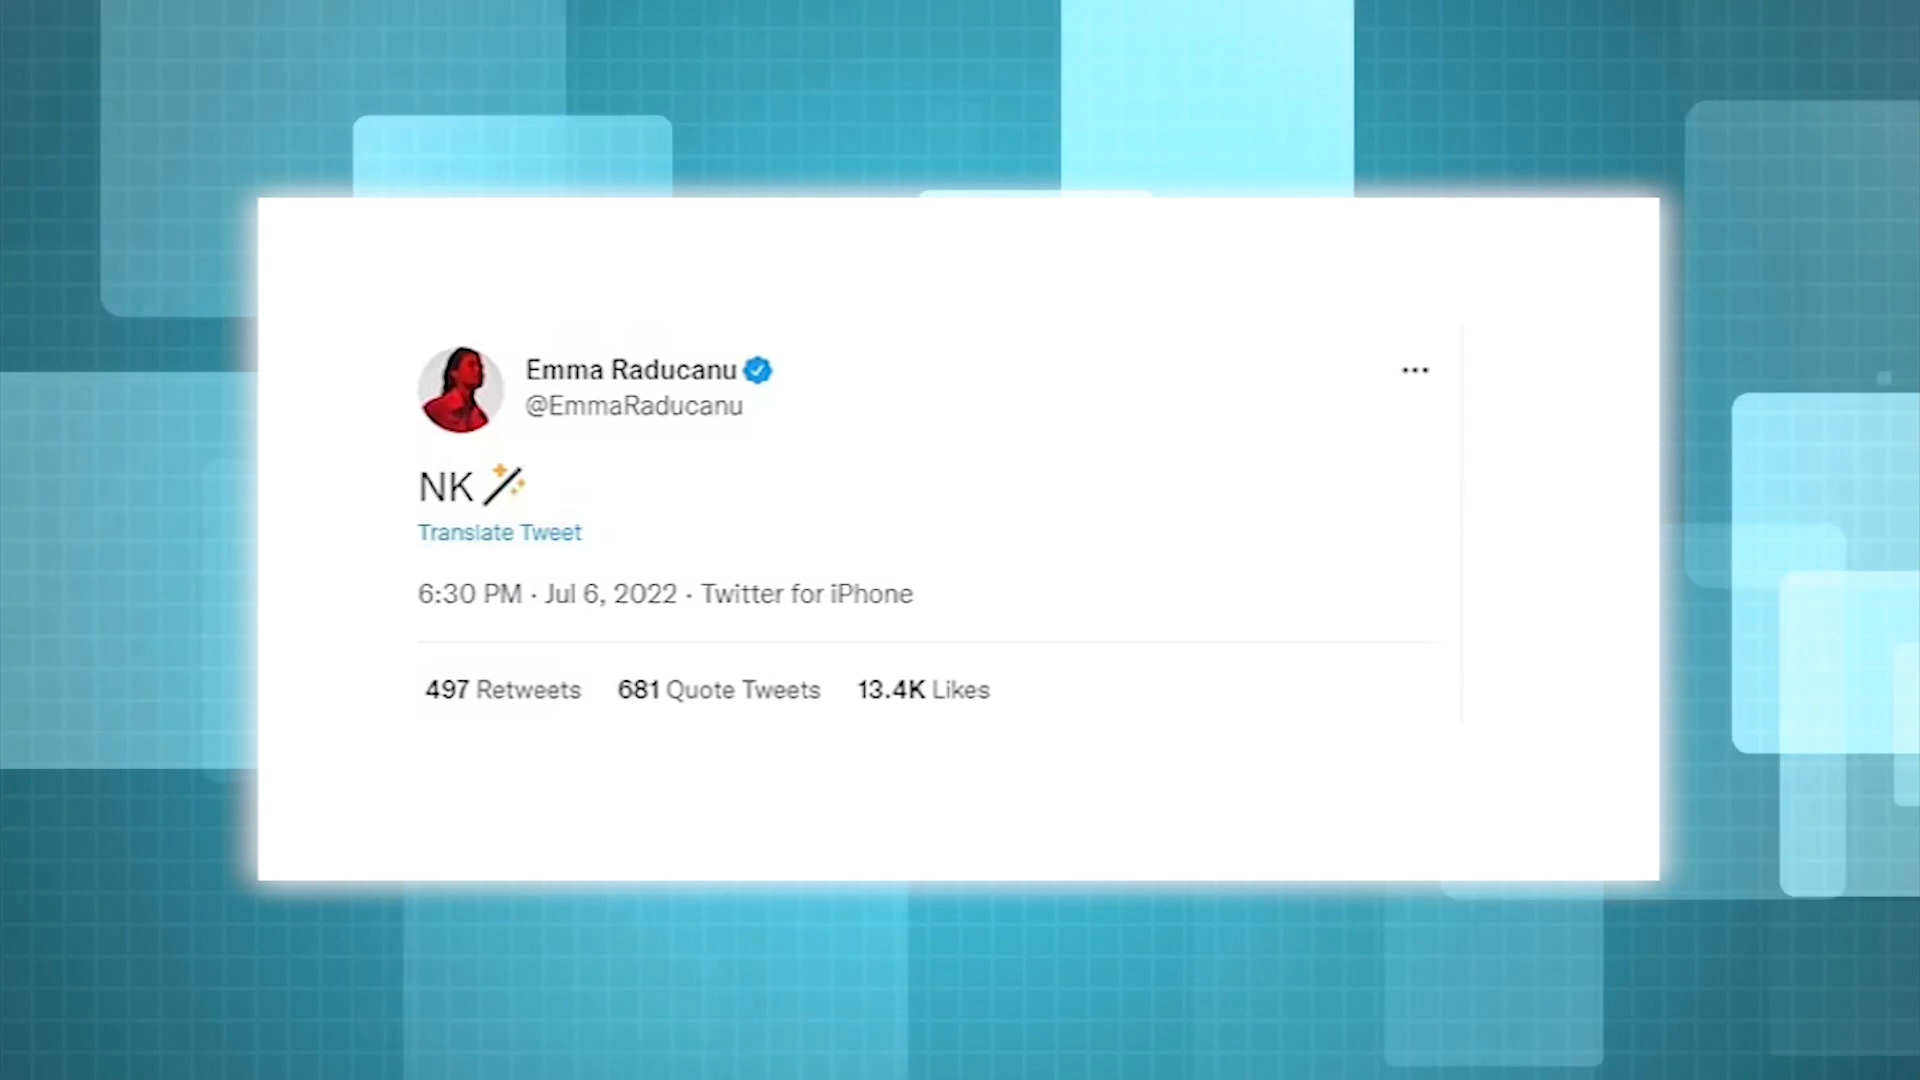 Emma Raducanu
@EmmaRaducanu
NK
Translate Tweet
6:30 PM · Jul 6, 2022 · Twitter for iPhone
497 Retweets 681 Quote Tweets 13.4K Likes